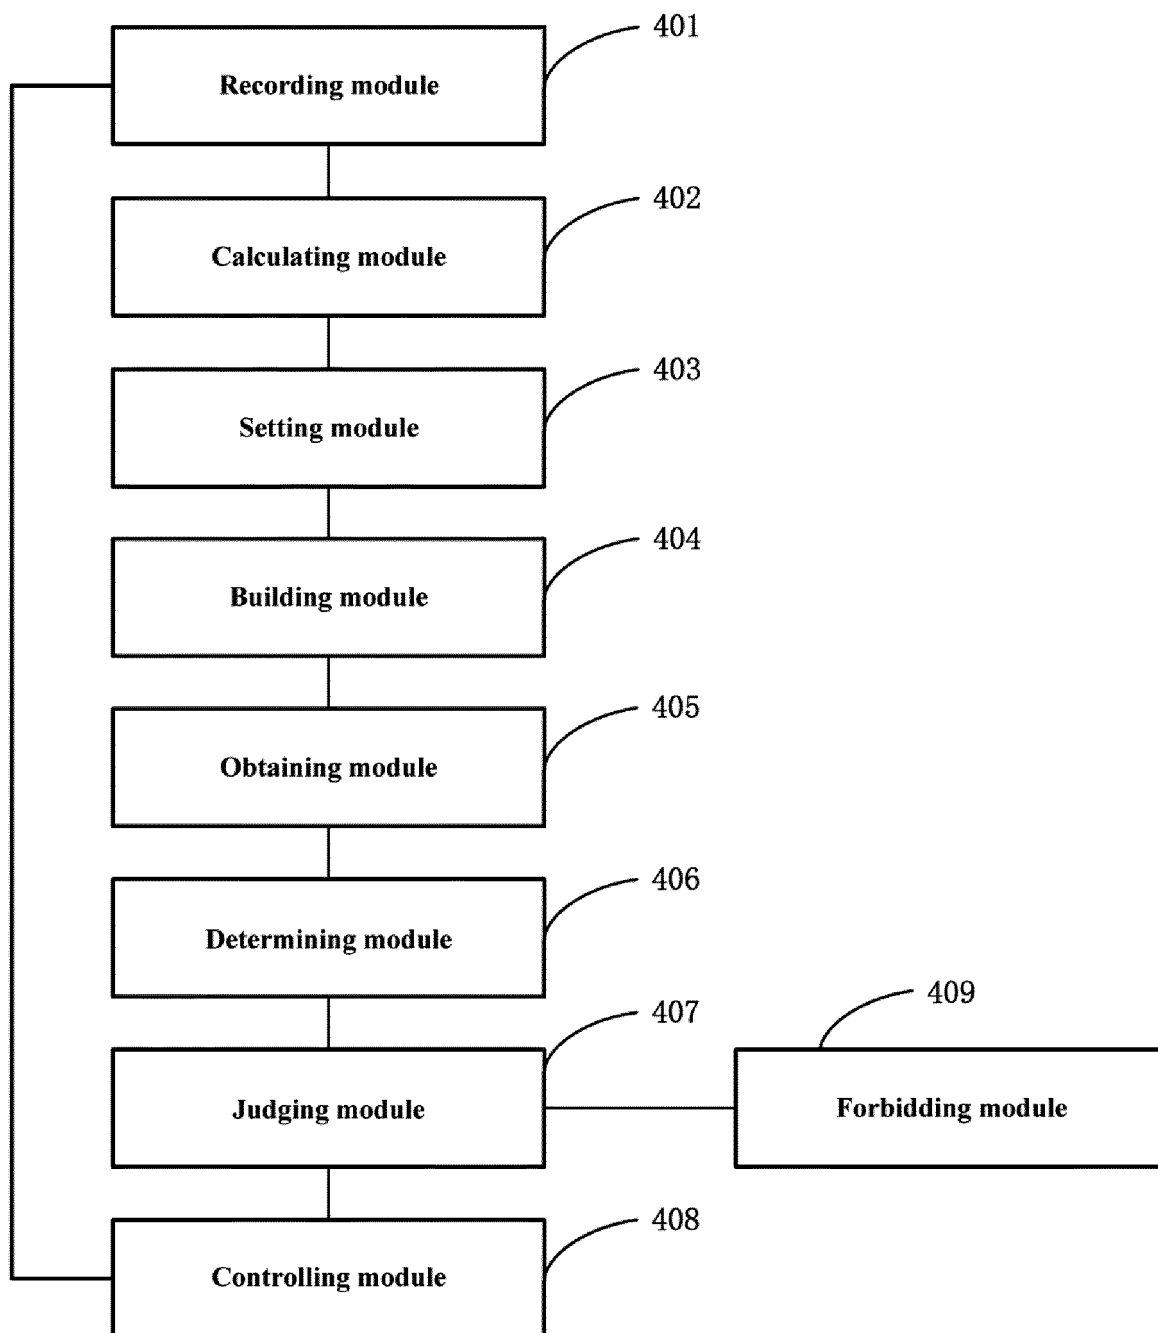 401
Recording module
402
Calculating module
403
Setting module
404
Building module
405
Obtaining module
406
Determining module
407
409
Judging module
Forbidding module
408
Controlling module